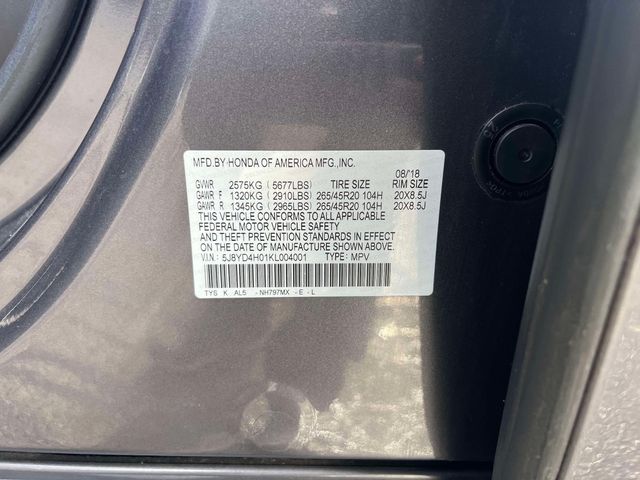 MFD.BY·HONDA OF AMERICA MFG.,INC.
08/18
GVWR 2575KG ( 5677LBS) TIRE SIZE RIM SIZE
GAWR F 1320KG ( 2910LBS) 265/45R20 104H 20X8.5J
GAWR R 1345KG ( 2965LBS) 265/45R20 104H 20X8.5J
THIS VEHICLE CONFORMS TO ALL APPLICABLE
FEDERAL MOTOR VEHICLE SAFETY
AND THEFT PREVENTION STANDARDS IN EFFECT
ON THE DATE OF MANUFACTURE SHOWN ABOVE.
V.I.N: 5J8YD4H01KL004001 TYPE: MPV
TYS K AL5 - NH797MX - E - L